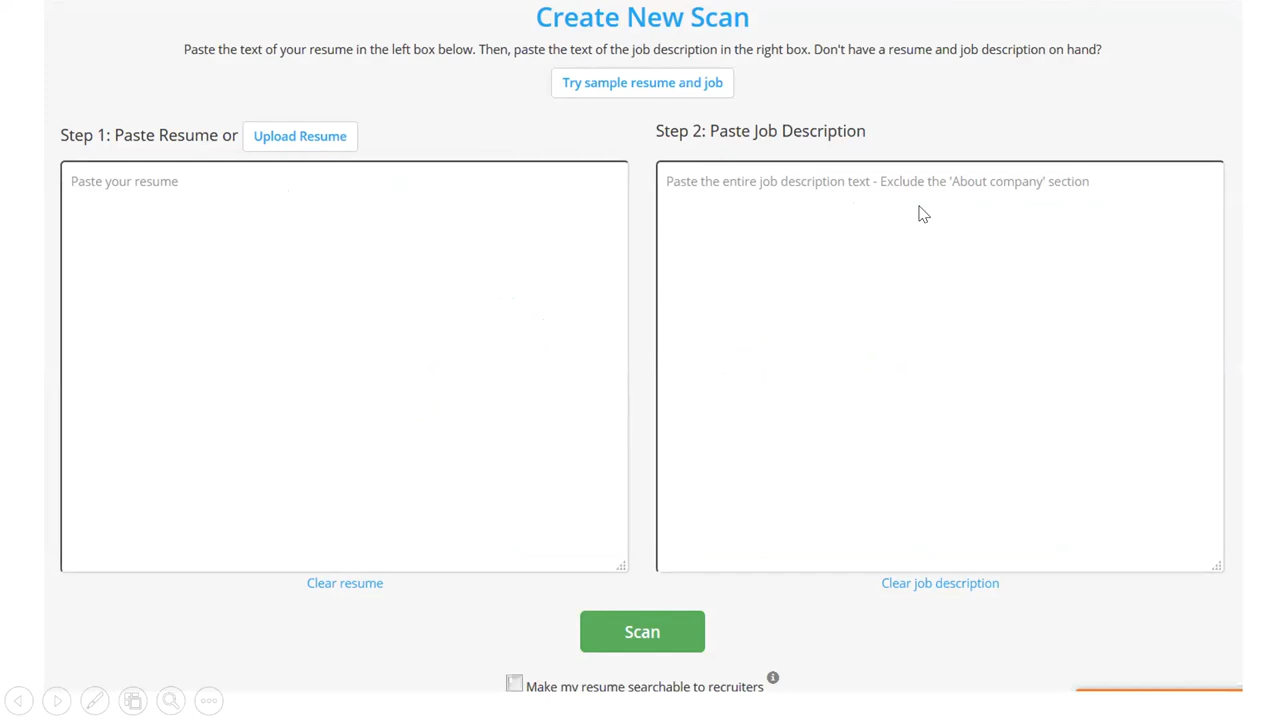 Create New Scan
Paste the text of your resume in the left box below. Then, paste the text of the job description in the right box. Don't have a resume and job description on hand?
Try sample resume and job
Step 1: Paste Resume or Upload Resume
Step 2: Paste Job Description
Paste your resume
Paste the entire job description text - Exclude the 'About company' section
Clear resume
Clear job description
Scan
Make my resume searchable to recruiters